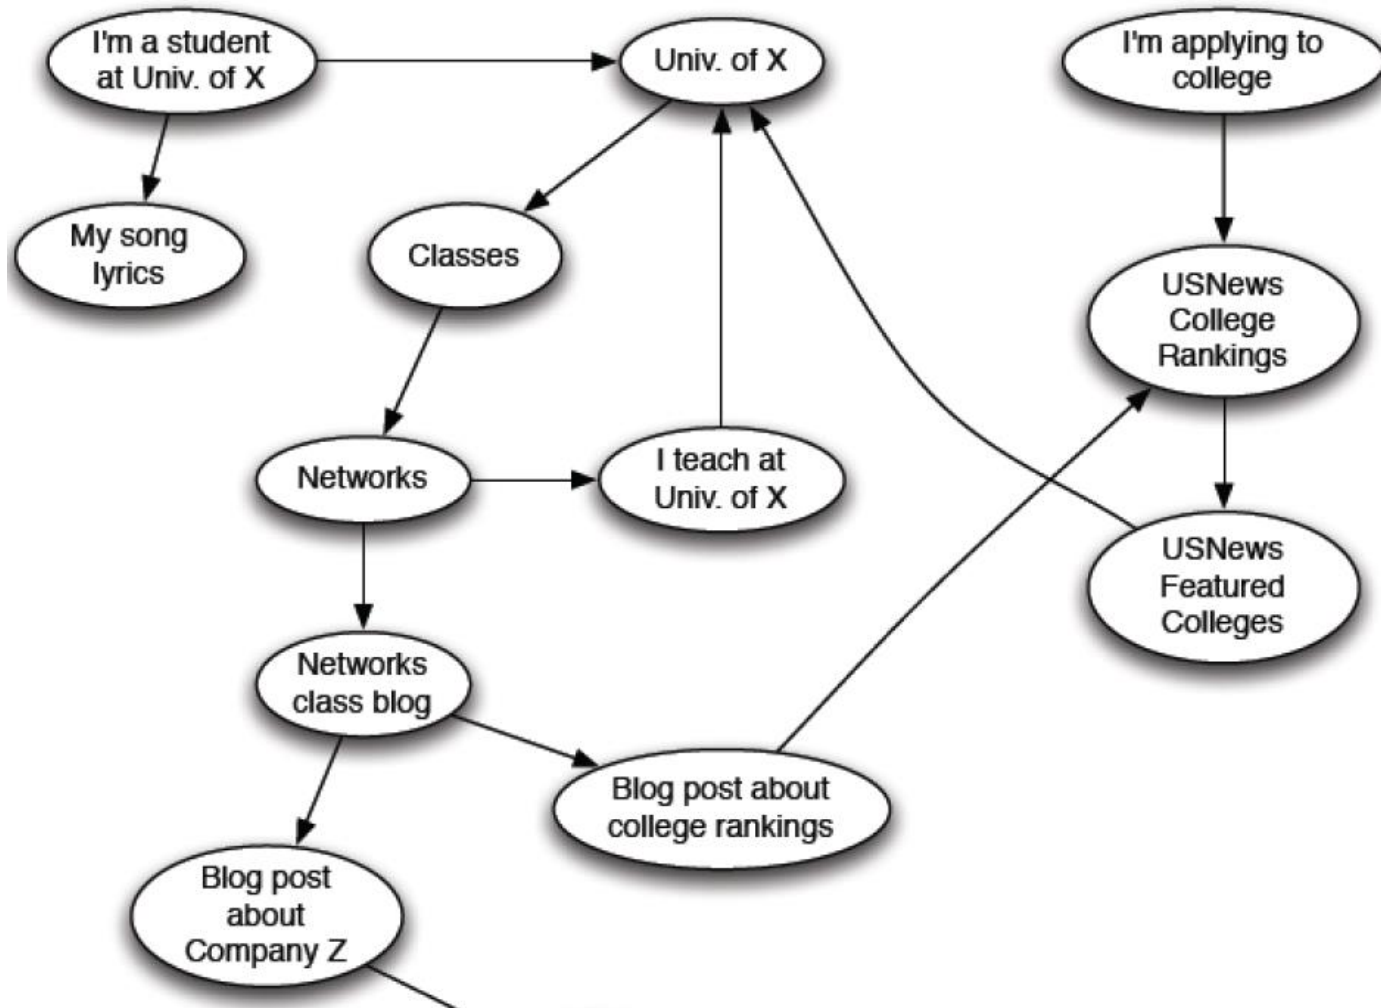 I'm a student
at Univ. of X
Univ. of X
I'm applying to
college
My song
lyrics
Classes
USNews
College
Rankings
Networks
I teach at
Univ. of X
USNews
Featured
Colleges
Networks
class blog
Blog post about
college rankings
Blog post
about
Company Z